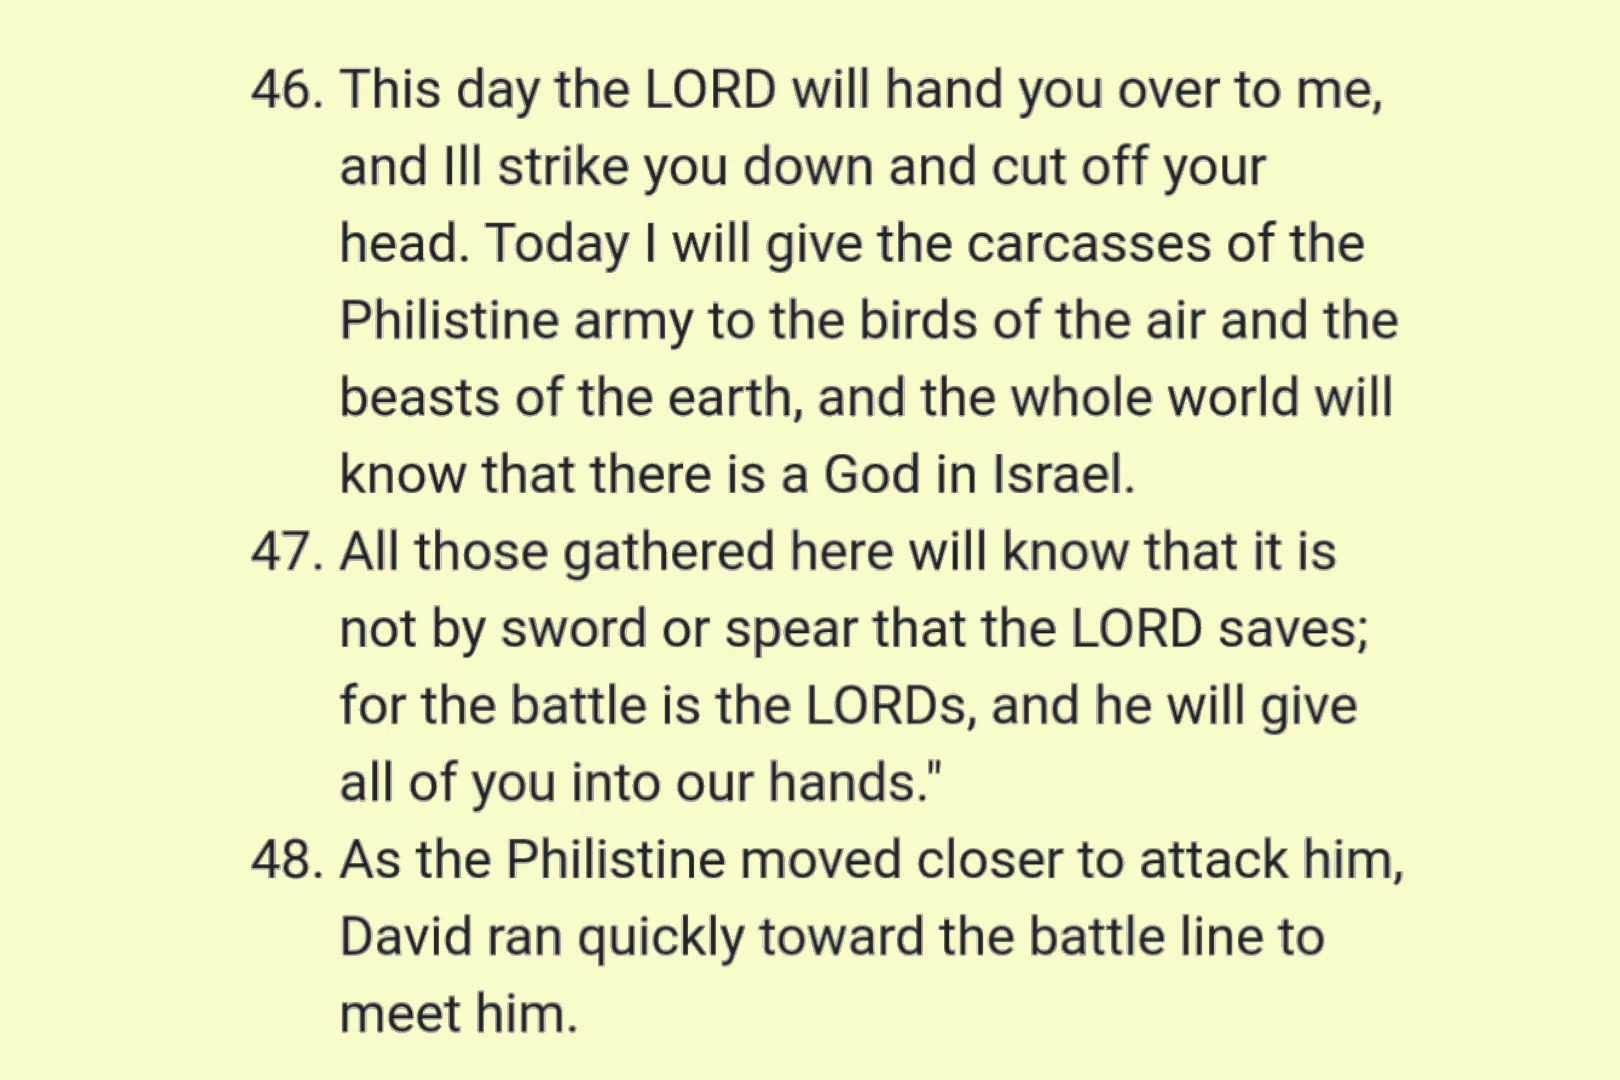 46. This day the LORD will hand you over to me,
and Ill strike you down and cut off your
head. Today I will give the carcasses of the
Philistine army to the birds of the air and the
beasts of the earth, and the whole world will
know that there is a God in Israel.
47. All those gathered here will know that it is
not by sword or spear that the LORD saves;
for the battle is the LORDs, and he will give
all of you into our hands."
48. As the Philistine moved closer to attack him,
David ran quickly toward the battle line to
meet him.